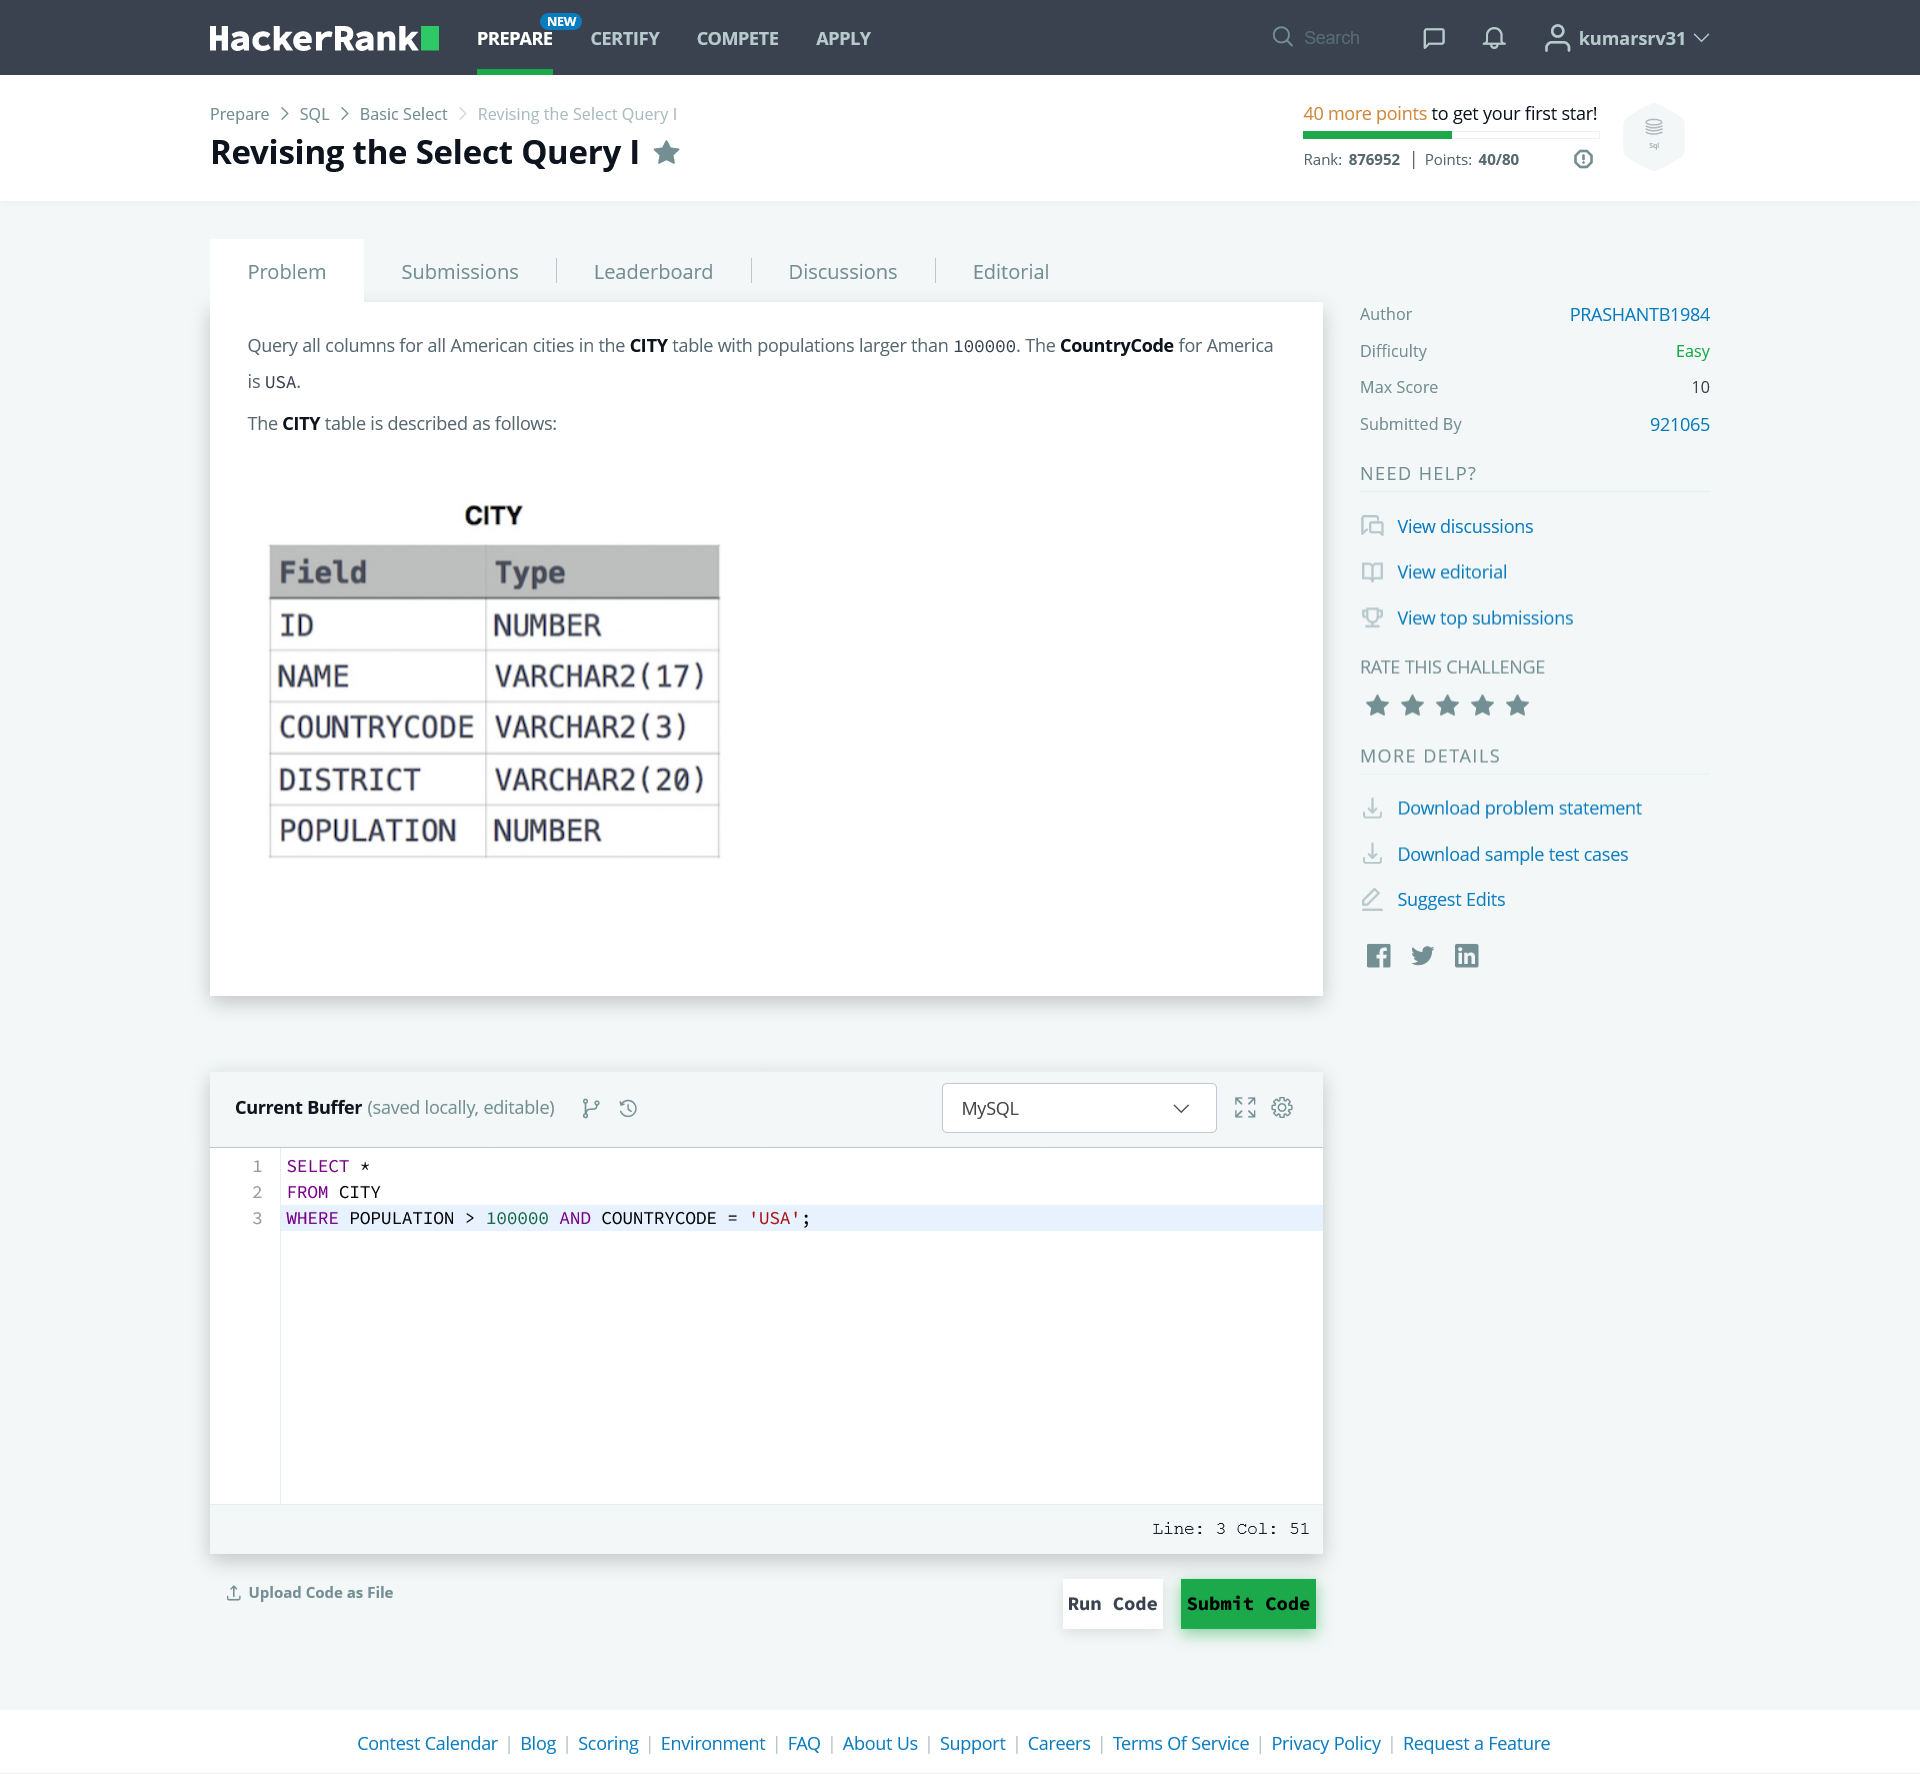 HackerRank
PREPARE
NEW
CERTIFY
COMPETE
APPLY
Search
kumarsrv31
Prepare
SQL
Basic Select
Revising the Select Query I
Revising the Select Query I
40 more points to get your first star!
Rank: 876952 | Points: 40/80
Sql
Problem
Submissions
Leaderboard
Discussions
Editorial
Query all columns for all American cities in the CITY table with populations larger than 100000. The CountryCode for America
is USA.
The CITY table is described as follows:
CITY
Field Type
ID NUMBER
NAME VARCHAR2(17)
COUNTRYCODE VARCHAR2(3)
DISTRICT VARCHAR2(20)
POPULATION NUMBER
Author PRASHANTB1984
Difficulty Easy
Max Score 10
Submitted By 921065
NEED HELP?
View discussions
View editorial
View top submissions
RATE THIS CHALLENGE
MORE DETAILS
Download problem statement
Download sample test cases
Suggest Edits
Current Buffer (saved locally, editable)
MySQL
1 SELECT *
2 FROM CITY
3 WHERE POPULATION > 100000 AND COUNTRYCODE = 'USA';
Line: 3 Col: 51
Upload Code as File
Run Code
Submit Code
Contest Calendar | Blog | Scoring | Environment | FAQ | About Us | Support | Careers | Terms Of Service | Privacy Policy | Request a Feature